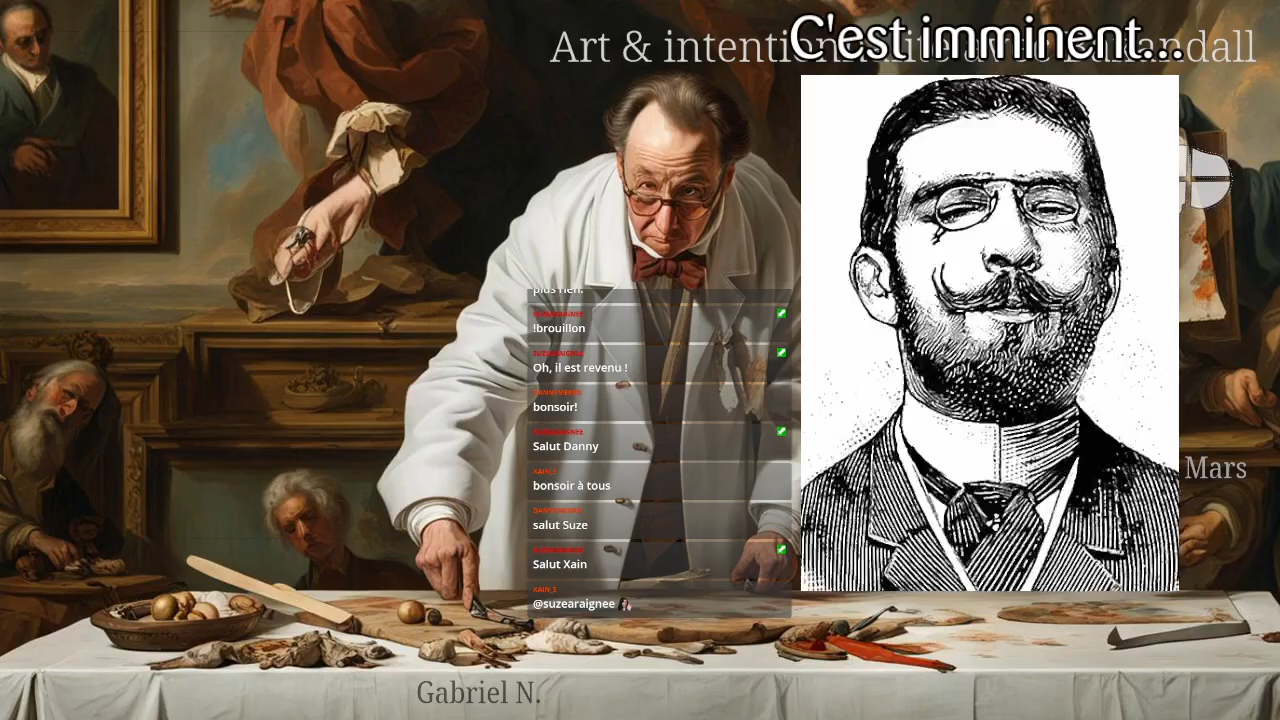 C'est imminent...
Art & intenti
andall
plus rien.
!brouillon
Oh, il est revenu !
bonsoir!
Salut Danny
XAIN_S
bonsoir à tous
salut Suze
Salut Xain
XAIN_S
@suzearaignee
Mars
Gabriel N.